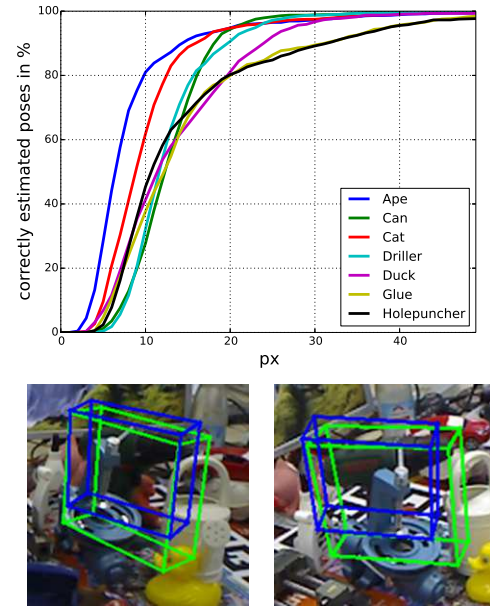 100
80
60
40
20
0
correctly estimated poses in %
Ape
Can
Cat
Driller
Duck
Glue
Holepuncher
0 10 20 30 40
px